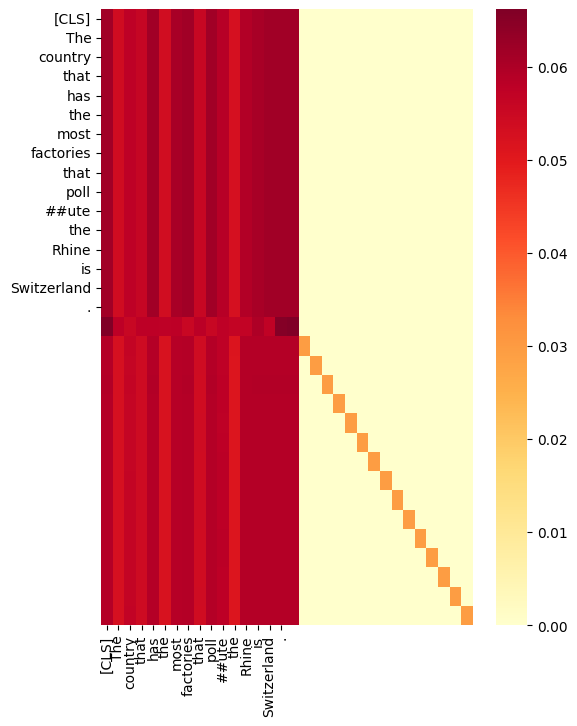 [CLS]
The
country
that
has
the
most
factories
that
poll
##ute
the
Rhine
is
Switzerland
.
0.06
0.05
0.04
0.03
0.02
0.01
0.00
[CLS]
The
country
that
has
the
most
factories
that
poll
##ute
the
Rhine
is
Switzerland
.